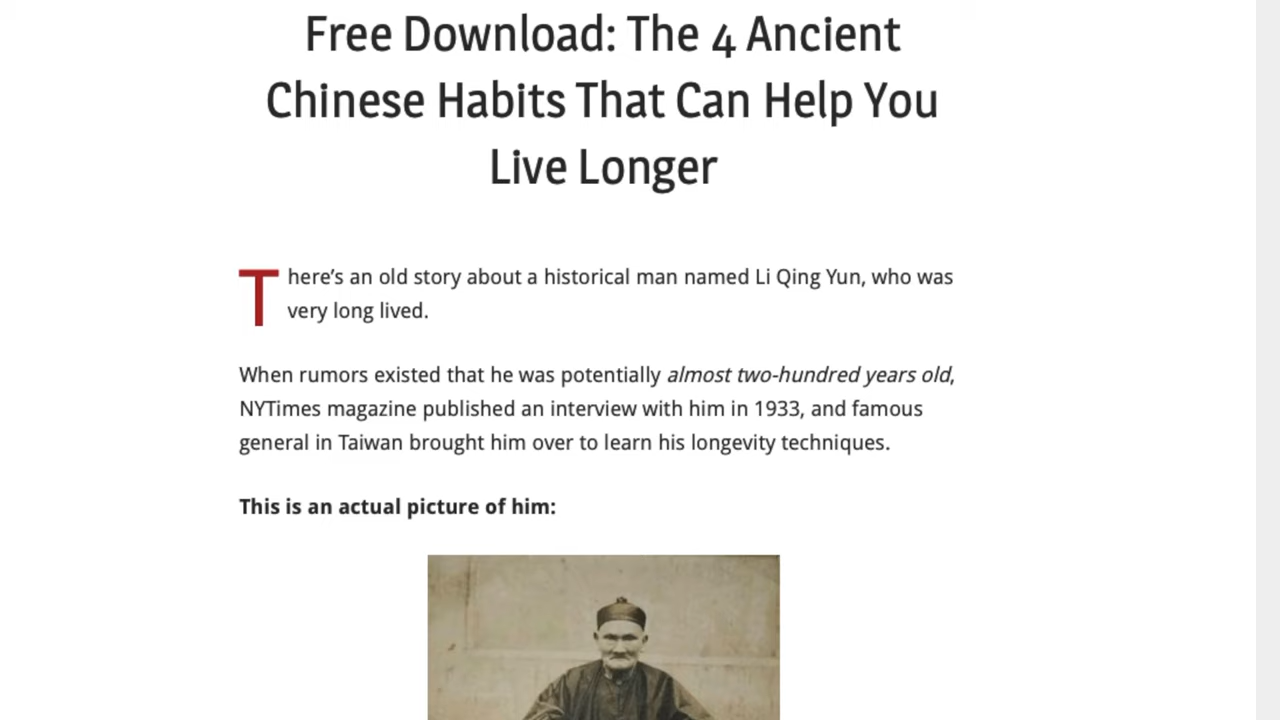 Free Download: The 4 Ancient
Chinese Habits That Can Help You
Live Longer
There’s an old story about a historical man named Li Qing Yun, who was
very long lived.
When rumors existed that he was potentially almost two-hundred years old,
NYTimes magazine published an interview with him in 1933, and famous
general in Taiwan brought him over to learn his longevity techniques.
This is an actual picture of him: